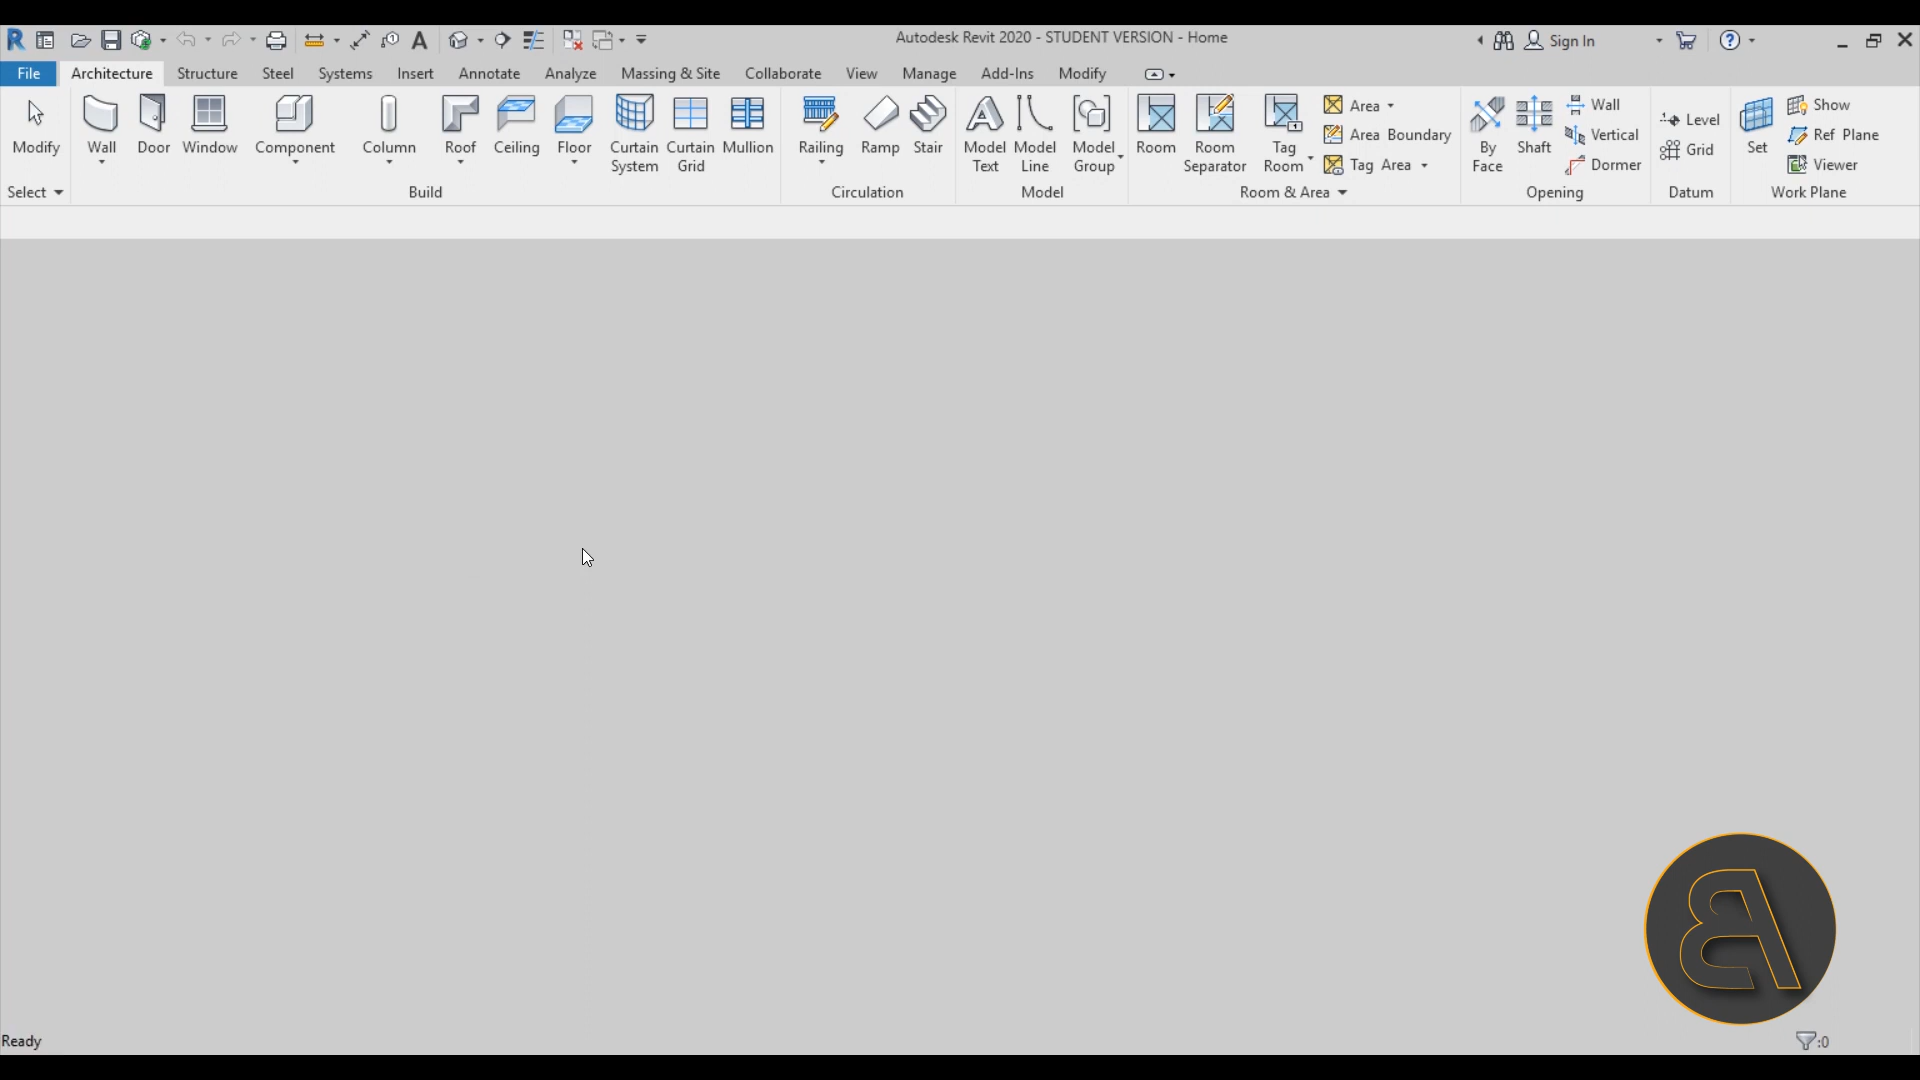 Autodesk Revit 2020 - STUDENT VERSION - Home
Sign In
File Architecture Structure Steel Systems Insert Annotate Analyze Massing & Site Collaborate View Manage Add-Ins Modify
Modify
Wall
Door
Window
Component
Column
Roof
Ceiling
Floor
Curtain
System
Curtain
Grid
Mullion
Railing
Ramp
Stair
Model
Text
Model
Line
Model
Group
Room
Room
Separator
Tag
Room
Area
Area Boundary
Tag Area
By
Face
Shaft
Wall
Vertical
Dormer
Level
Grid
Set
Show
Ref Plane
Viewer
Select
Build
Circulation
Model
Room & Area
Opening
Datum
Work Plane
Ready
:0